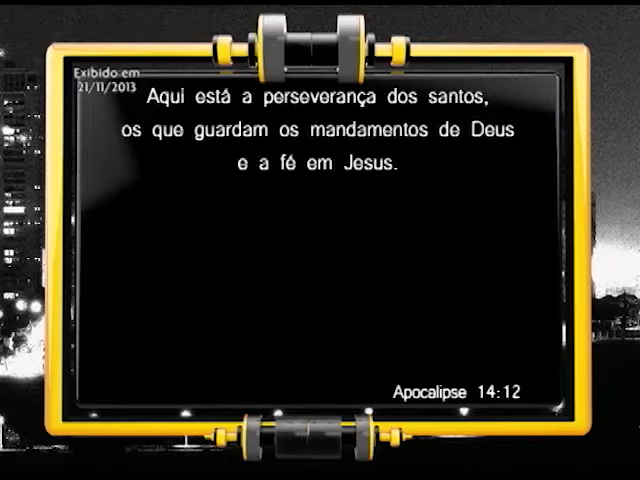 Exibido em
21/11/2013
Aqui está a perseverança dos santos,
os que guardam os mandamentos de Deus
e a fé em Jesus.
Apocalipse 14:12